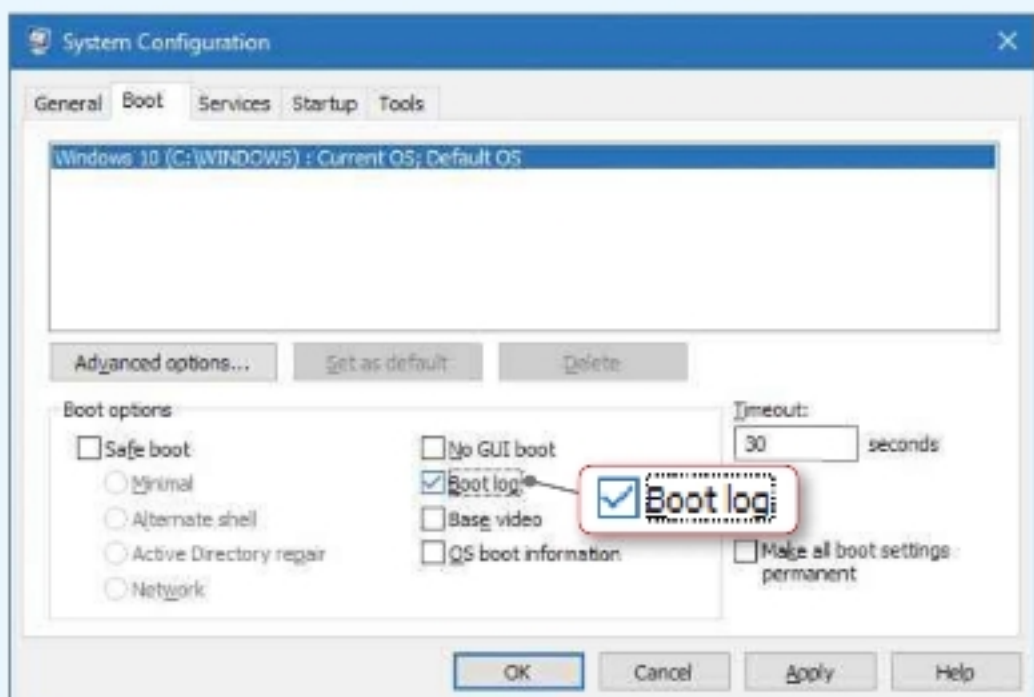 System Configuration
General Boot Services Startup Tools
Windows 10 (C:\WINDOWS) : Current OS; Default OS
Advanced options... Set as default Delete
Boot options
Timeout:
Safe boot No GUI boot 30 seconds
Minimal Boot log Boot log
Alternate shell Base video
Active Directory repair OS boot information Make all boot settings
permanent
Network
OK Cancel Apply Help